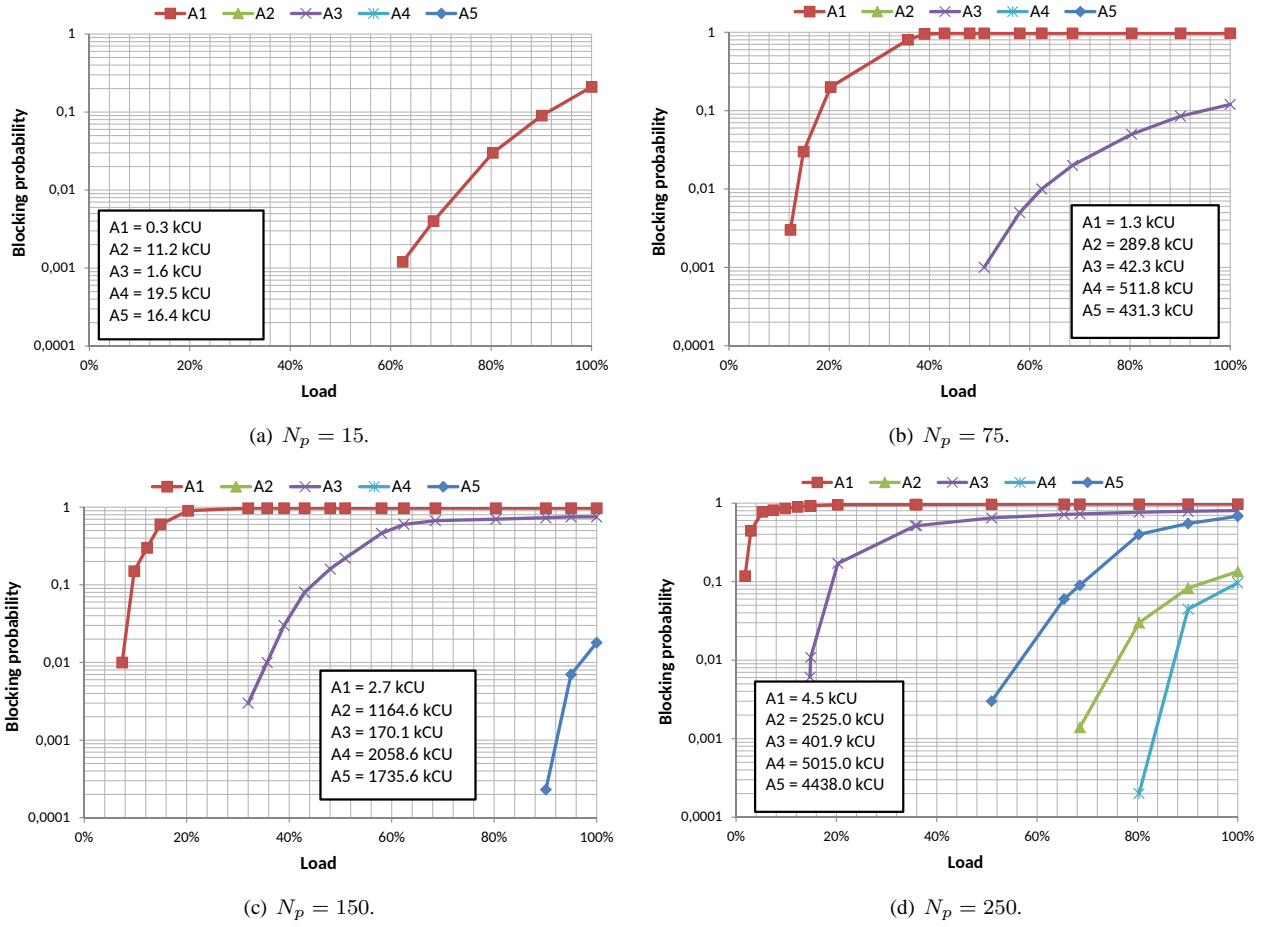 A1 A2 A3 A4 A5
1
0,1
0,01
0,001
0,0001
Blocking probability
A1 = 0.3 kCU
A2 = 11.2 kCU
A3 = 1.6 kCU
A4 = 19.5 kCU
A5 = 16.4 kCU
0% 20% 40% 60% 80% 100%
Load
(a) Np = 15.
A1 A2 A3 A4 A5
1
0,1
0,01
0,001
0,0001
Blocking probability
A1 = 1.3 kCU
A2 = 289.8 kCU
A3 = 42.3 kCU
A4 = 511.8 kCU
A5 = 431.3 kCU
0% 20% 40% 60% 80% 100%
Load
(b) Np = 75.
A1 A2 A3 A4 A5
1
0,1
0,01
0,001
0,0001
Blocking probability
A1 = 2.7 kCU
A2 = 1164.6 kCU
A3 = 170.1 kCU
A4 = 2058.6 kCU
A5 = 1735.6 kCU
0% 20% 40% 60% 80% 100%
Load
(c) Np = 150.
A1 A2 A3 A4 A5
1
0,1
0,01
0,001
0,0001
Blocking probability
A1 = 4.5 kCU
A2 = 2525.0 kCU
A3 = 401.9 kCU
A4 = 5015.0 kCU
A5 = 4438.0 kCU
0% 20% 40% 60% 80% 100%
Load
(d) Np = 250.